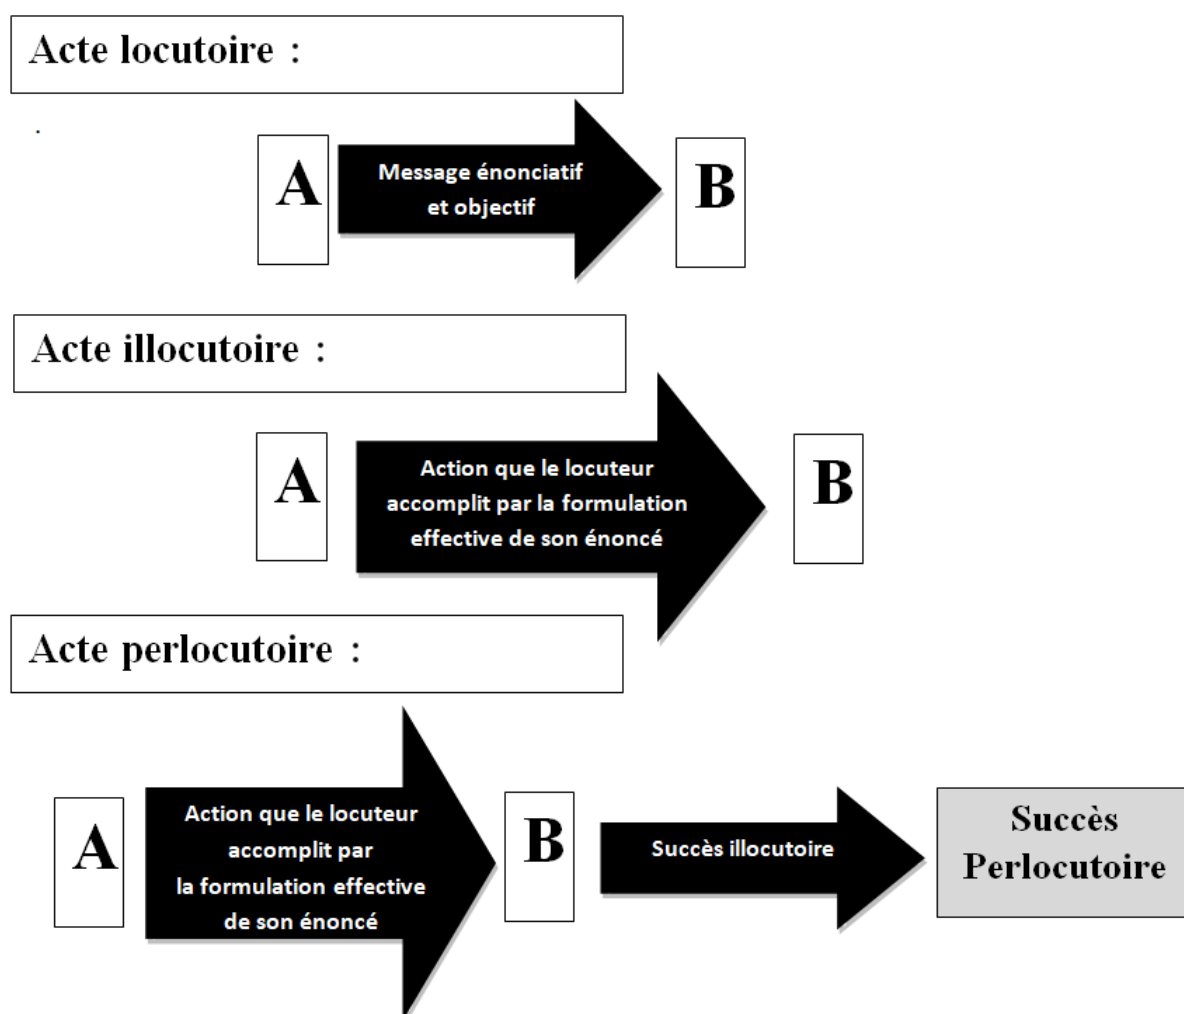 Acte locutoire :
.
A
Message énonciatif
et objectif
B
Acte illocutoire :
A
Action que le locuteur
accomplit par la formulation
effective de son énoncé
B
Acte perlocutoire :
A
Action que le locuteur
accomplit par
la formulation effective
de son énoncé
B
Succès illocutoire
Succès
Perlocutoire